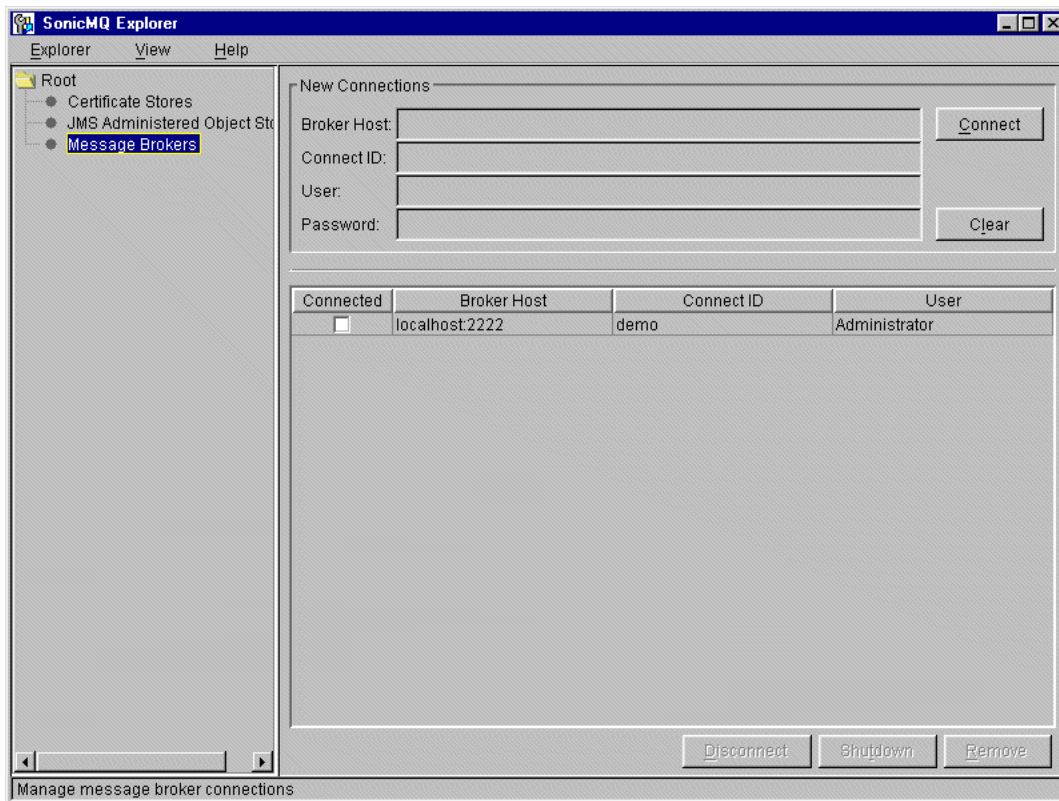 SonicMQ Explorer
Explorer View Help
Root
Certificate Stores
JMS Administered Object Sto
Message Brokers
New Connections
Broker Host:
Connect
Connect ID:
User:
Password:
Clear
Connected Broker Host Connect ID User
localhost:2222 demo Administrator
Disconnect Shutdown Remove
Manage message broker connections